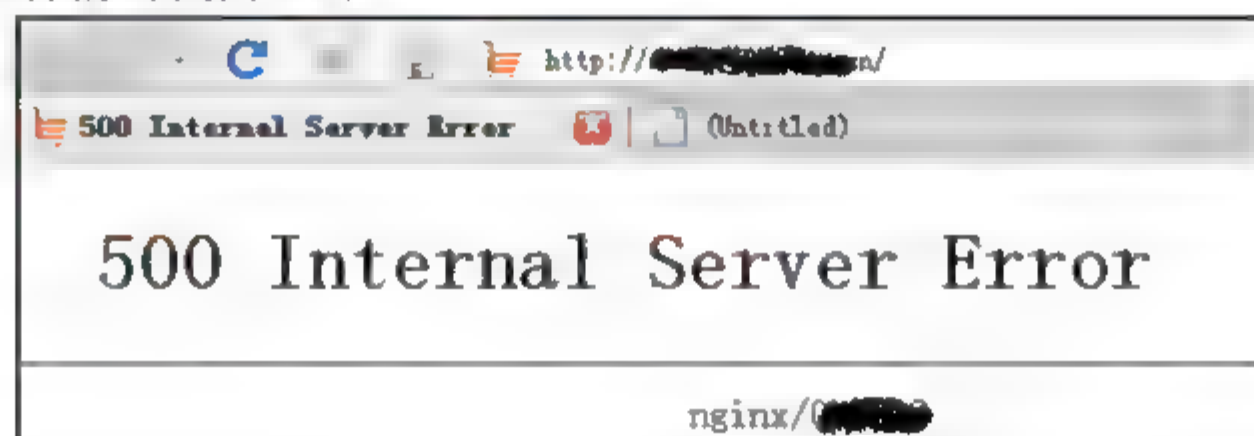 http://
500 Internal Server Error (Untitled)
500 Internal Server Error
nginx/